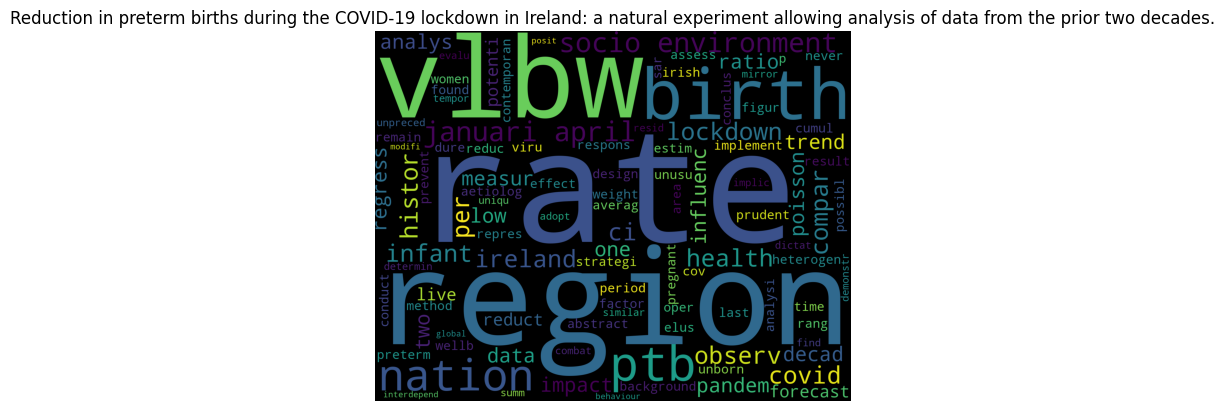 Reduction in preterm births during the COVID-19 lockdown in Ireland: a natural experiment allowing analysis of data from the prior two decades.
analys
vlbw
posit
socio environment
evalu
women
found
tempor
potenti
contemporan
assess
ratio
p
never
sar
irish
mirror
conclus
figur
birth
unpreced
januari april
resid
lockdown
cumul
remain
modifi
dure
reduc
viru
respons
estim
implement
trend
regress
histor
prevent
rate
measur
effect
design
unusu
influenc
poisson
compar
result
possibl
aetiolog
weight
area
implic
uniqu
averag
per
low
repres
adopt
prudent
ci
dictat
infant
ireland
one
strategi
health
heterogen
determin
cov
pregnant
demonstr
region
conduct
live
method
period
factor
similar
oper
last
analysi
time
rang
two
reduct
abstract
elus
global
wellb
preterm
data
combat
ptb
observ
decad
find
nation
impact
background
unborn
pandem
covid
forecast
interdepend
summ
behaviour